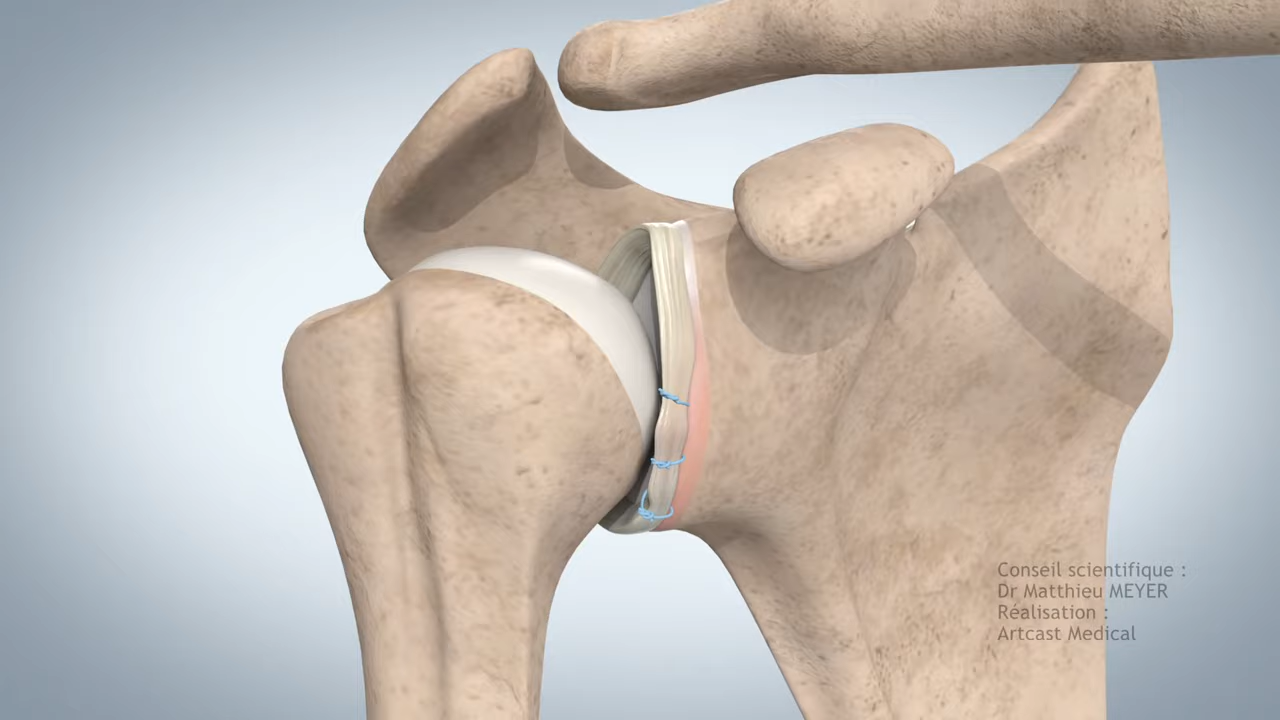 Conseil scientifique :
Dr Matthieu MEYER
Réalisation :
Artcast Medical